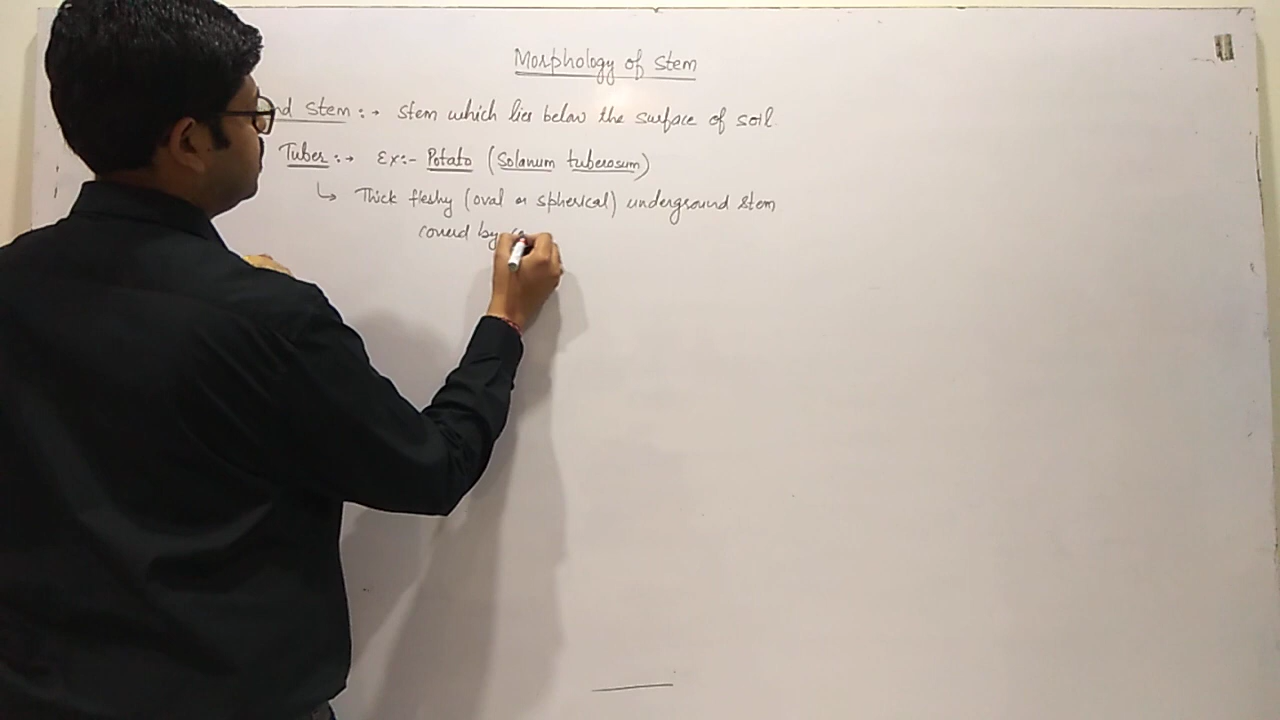 Morphology of stem
nd stem :→ stem which lies below the surface of soil
Tuber :→ Ex:- Potato (Solanum tuberosum)
↳ Thick fleshy (oval or spherical) underground stem
coverd by